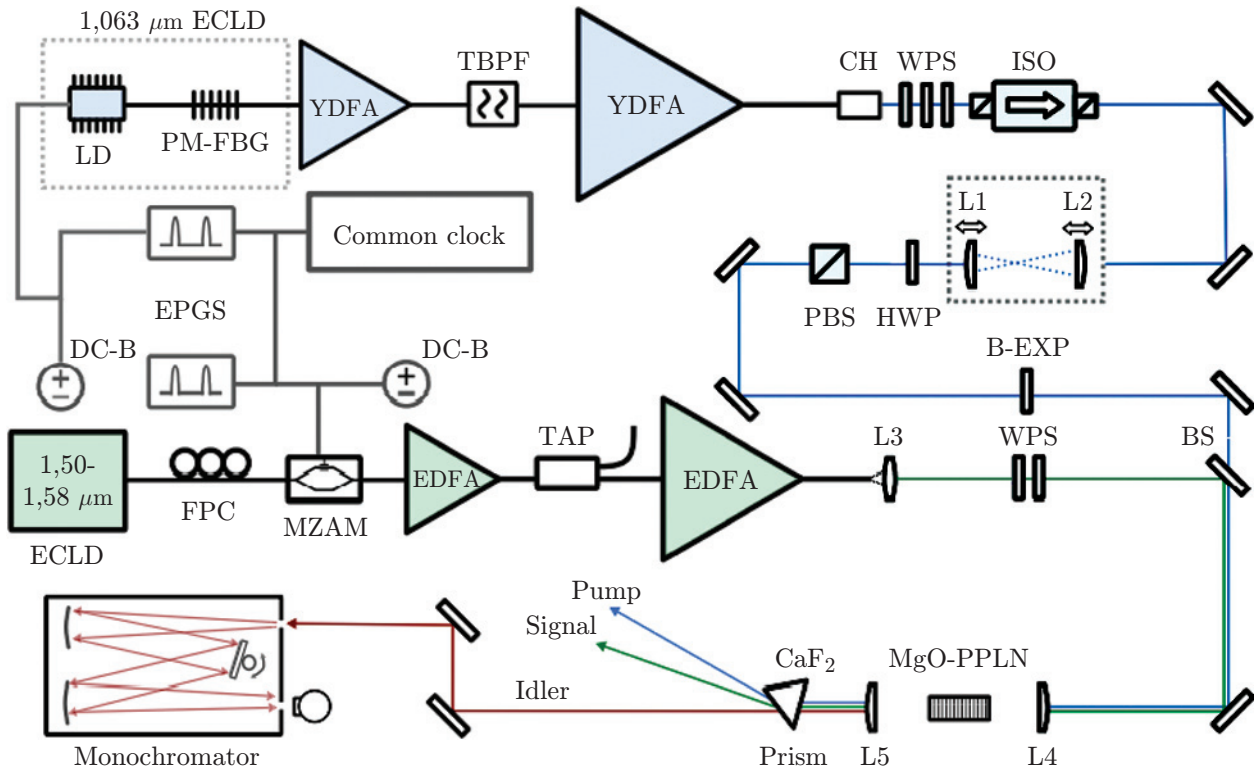 1,063 μm ECLD
LD
PM-FBG
YDFA
TBPF
YDFA
CH
WPS
ISO
Common clock
EPGS
DC-B
DC-B
L1
L2
PBS
HWP
B-EXP
1,50-
1,58 μm
ECLD
FPC
MZAM
EDFA
TAP
EDFA
L3
WPS
BS
Pump
Signal
Idler
CaF₂
MgO-PPLN
Prism
L5
L4
Monochromator